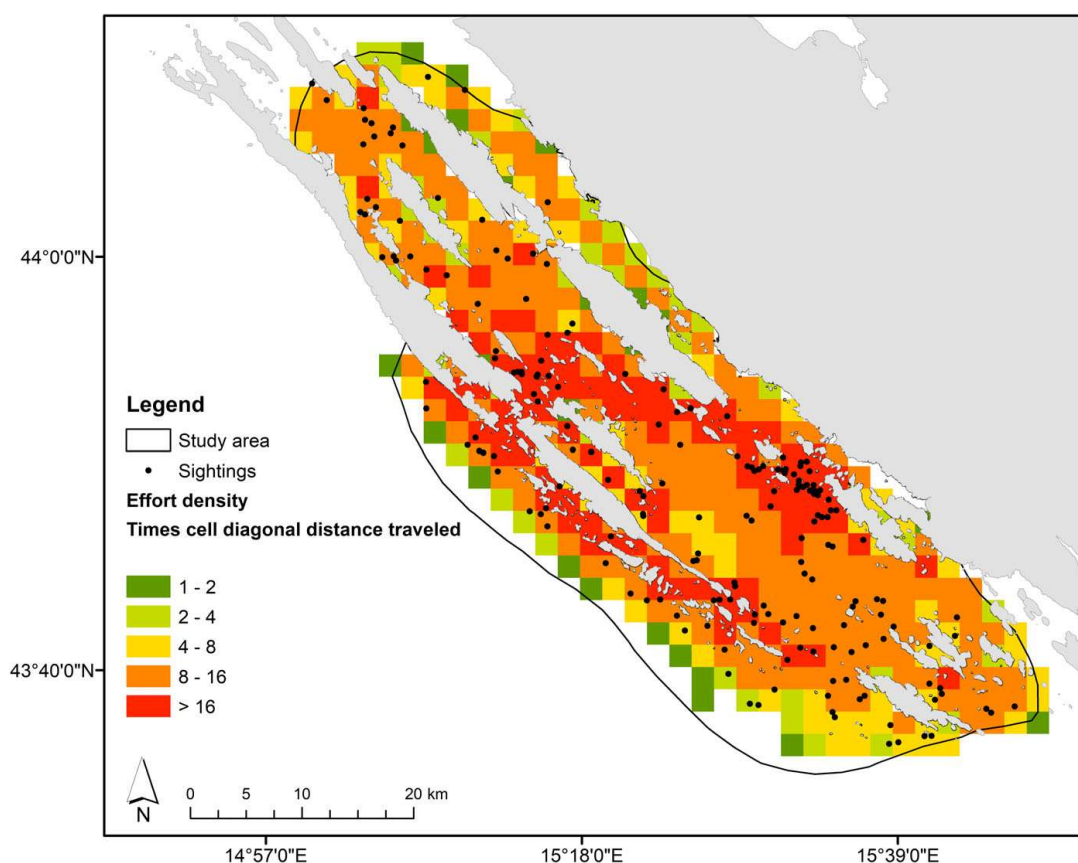 44°0'0"N
Legend
Study area
Sightings
Effort density
Times cell diagonal distance traveled
1 - 2
2 - 4
4 - 8
8 - 16
> 16
43°40'0"N
N
0 5 10 20 km
14°57'0"E 15°18'0"E 15°39'0"E